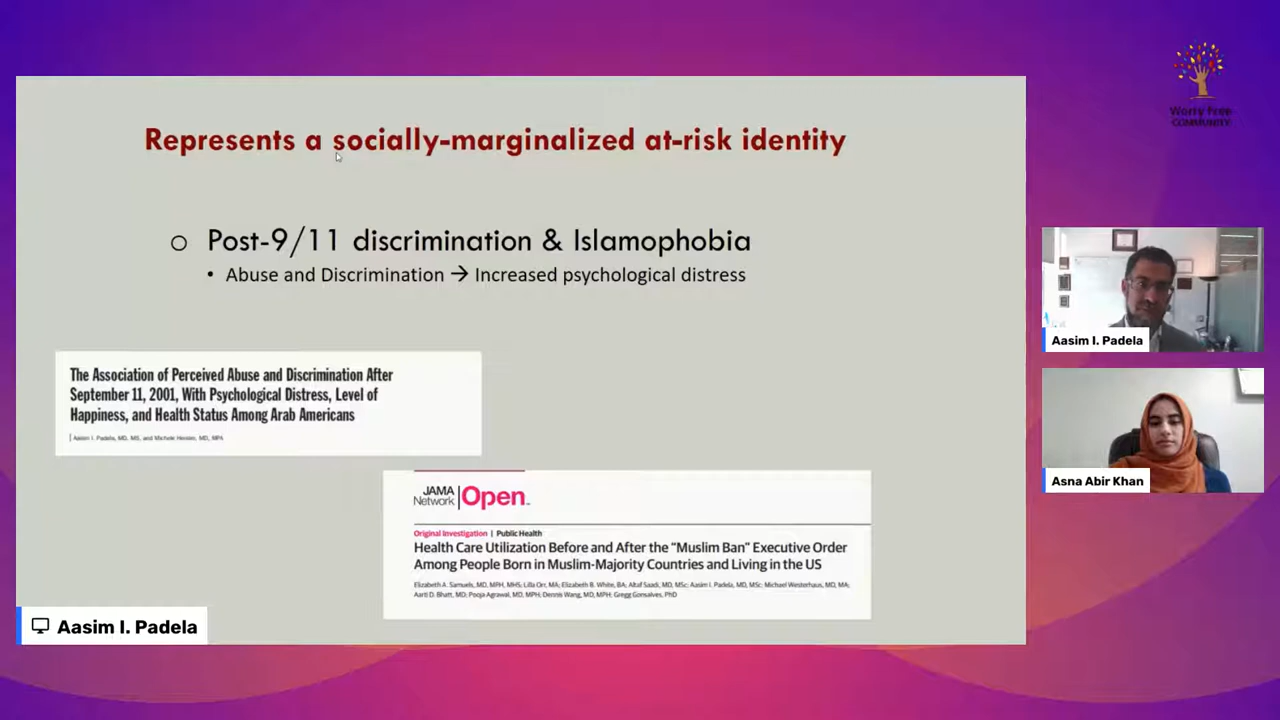 Worry Free
COMMUNITY
Represents a socially-marginalized at-risk identity
Post-9/11 discrimination & Islamophobia
• Abuse and Discrimination → Increased psychological distress
The Association of Perceived Abuse and Discrimination After
September 11, 2001, With Psychological Distress, Level of
Happiness, and Health Status Among Arab Americans
Aasim I. Padela, MD, MS, and Michele Heisler, MD, MPA
JAMA
Network | Open
Original Investigation | Public Health
Health Care Utilization Before and After the "Muslim Ban" Executive Order
Among People Born in Muslim-Majority Countries and Living in the US
Elizabeth A. Samuels, MD, MPH, MHS; Lilla Orr, MA; Elizabeth B. White, BA; Altaf Saadi, MD, MSc; Aasim I. Padela, MD, MSc; Michael Westerhaus, MD, MA;
Aarti D. Bhatt, MD; Pooja Agrawal, MD, MPH; Dennis Wang, MD, MPH; Gregg Gonsalves, PhD
Aasim I. Padela
Aasim I. Padela
Asna Abir Khan